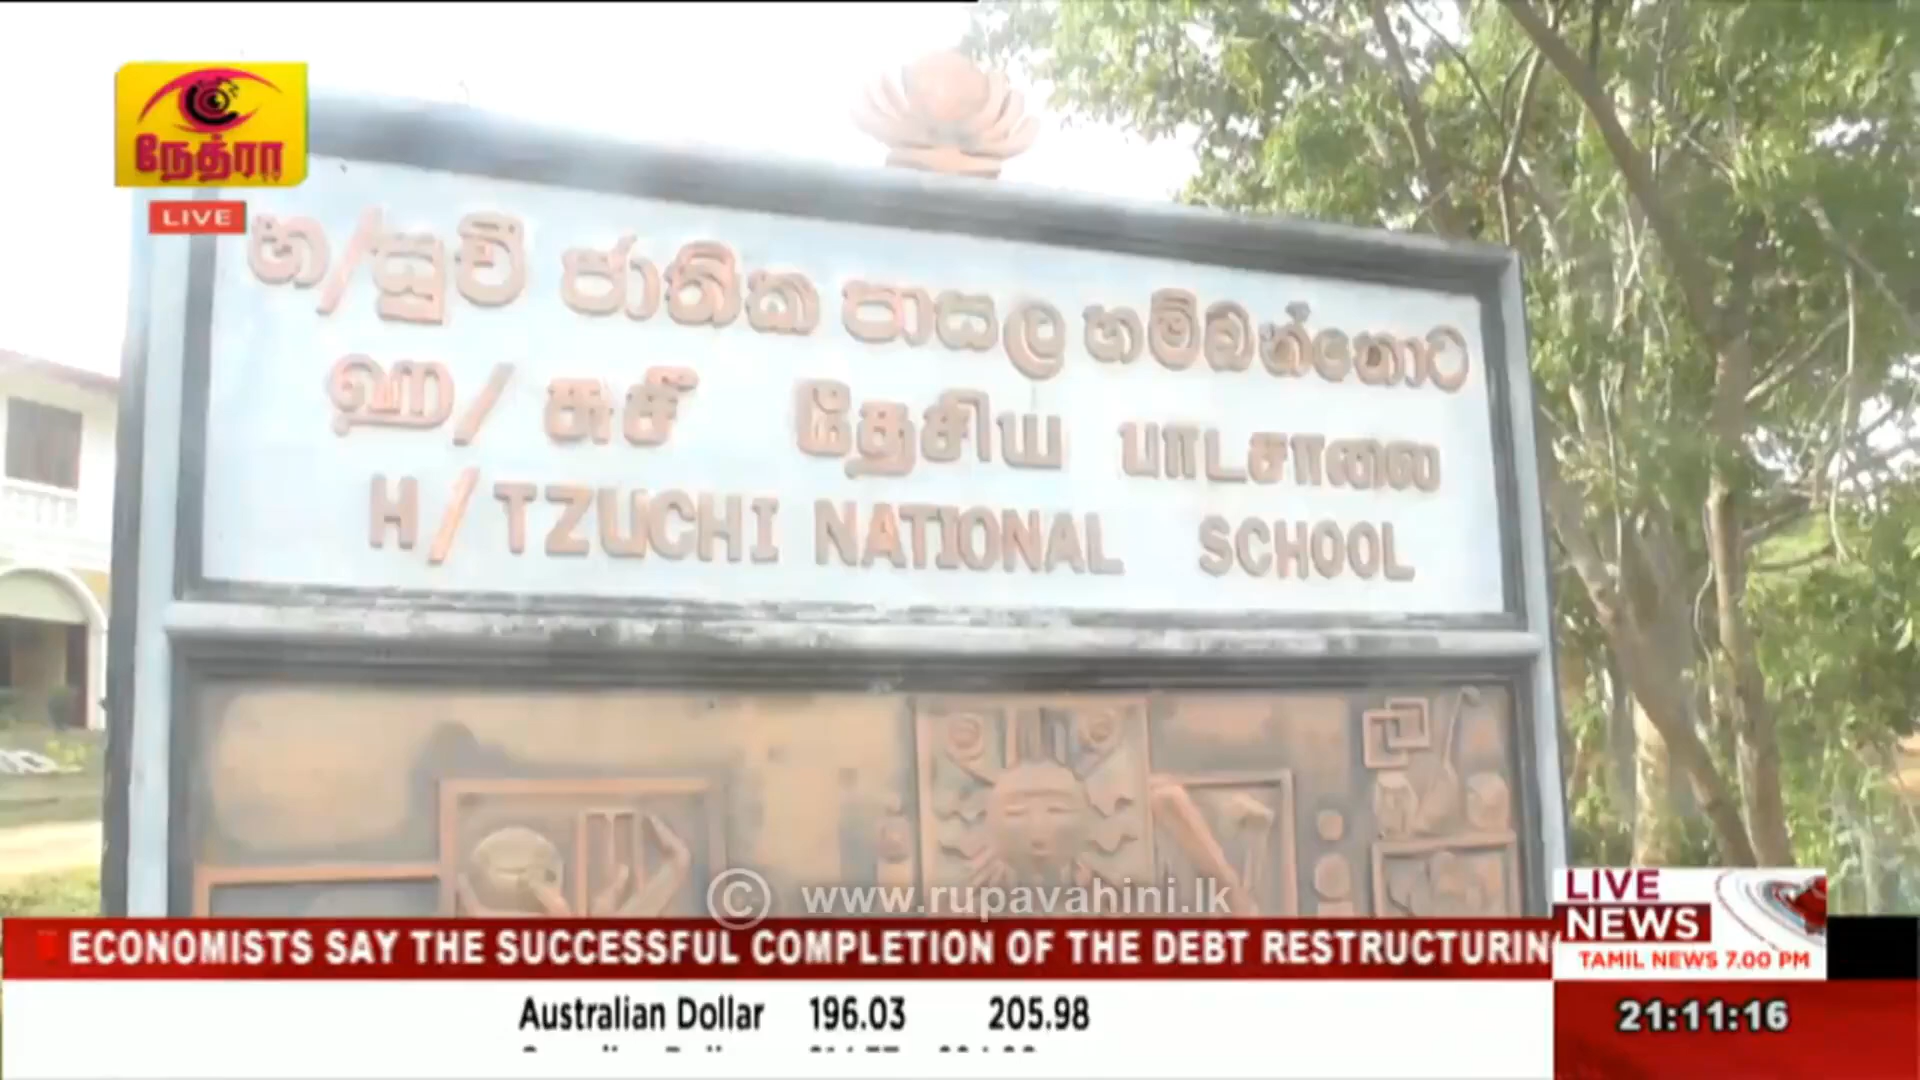 நேத்ரா
LIVE
හ/සුචී ජාතික පාසල හම්බන්තොට
ஹ/ சுசீ தேசிய பாடசாலை
H/TZUCHI NATIONAL SCHOOL
© www.rupavahini.lk
ECONOMISTS SAY THE SUCCESSFUL COMPLETION OF THE DEBT RESTRUCTURING
LIVE
NEWS
TAMIL NEWS 7.00 PM
Australian Dollar 196.03 205.98
21:11:16